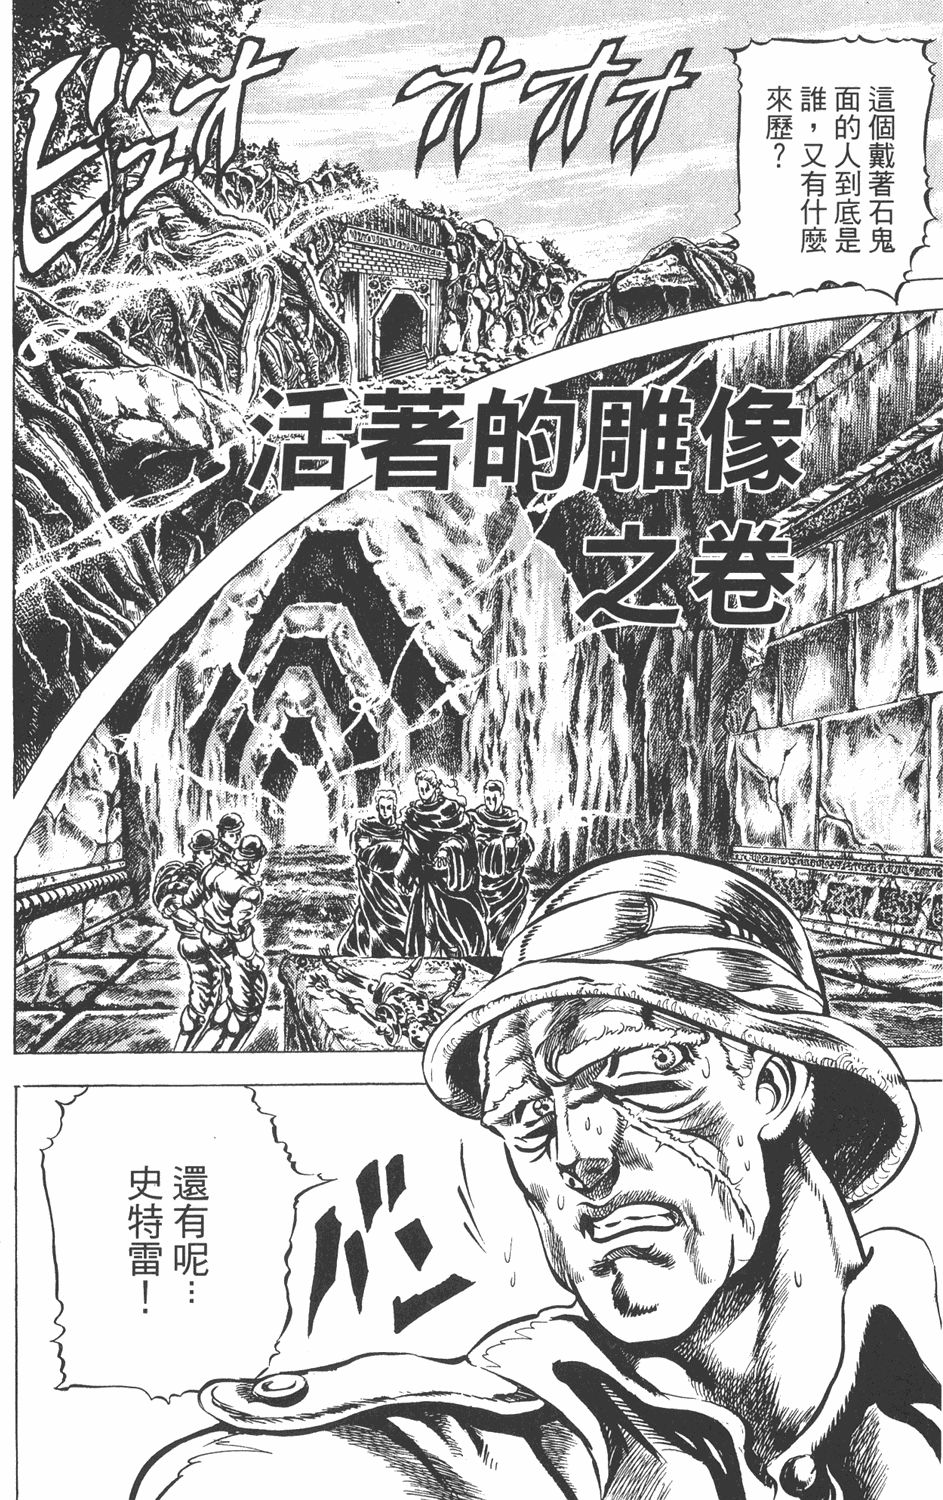 這個戴著石鬼
面的人到底是
誰，又有什麼
來歷？
ビュオ
オオォ
活著的雕像
之卷
還有呢…
史特雷！
バン